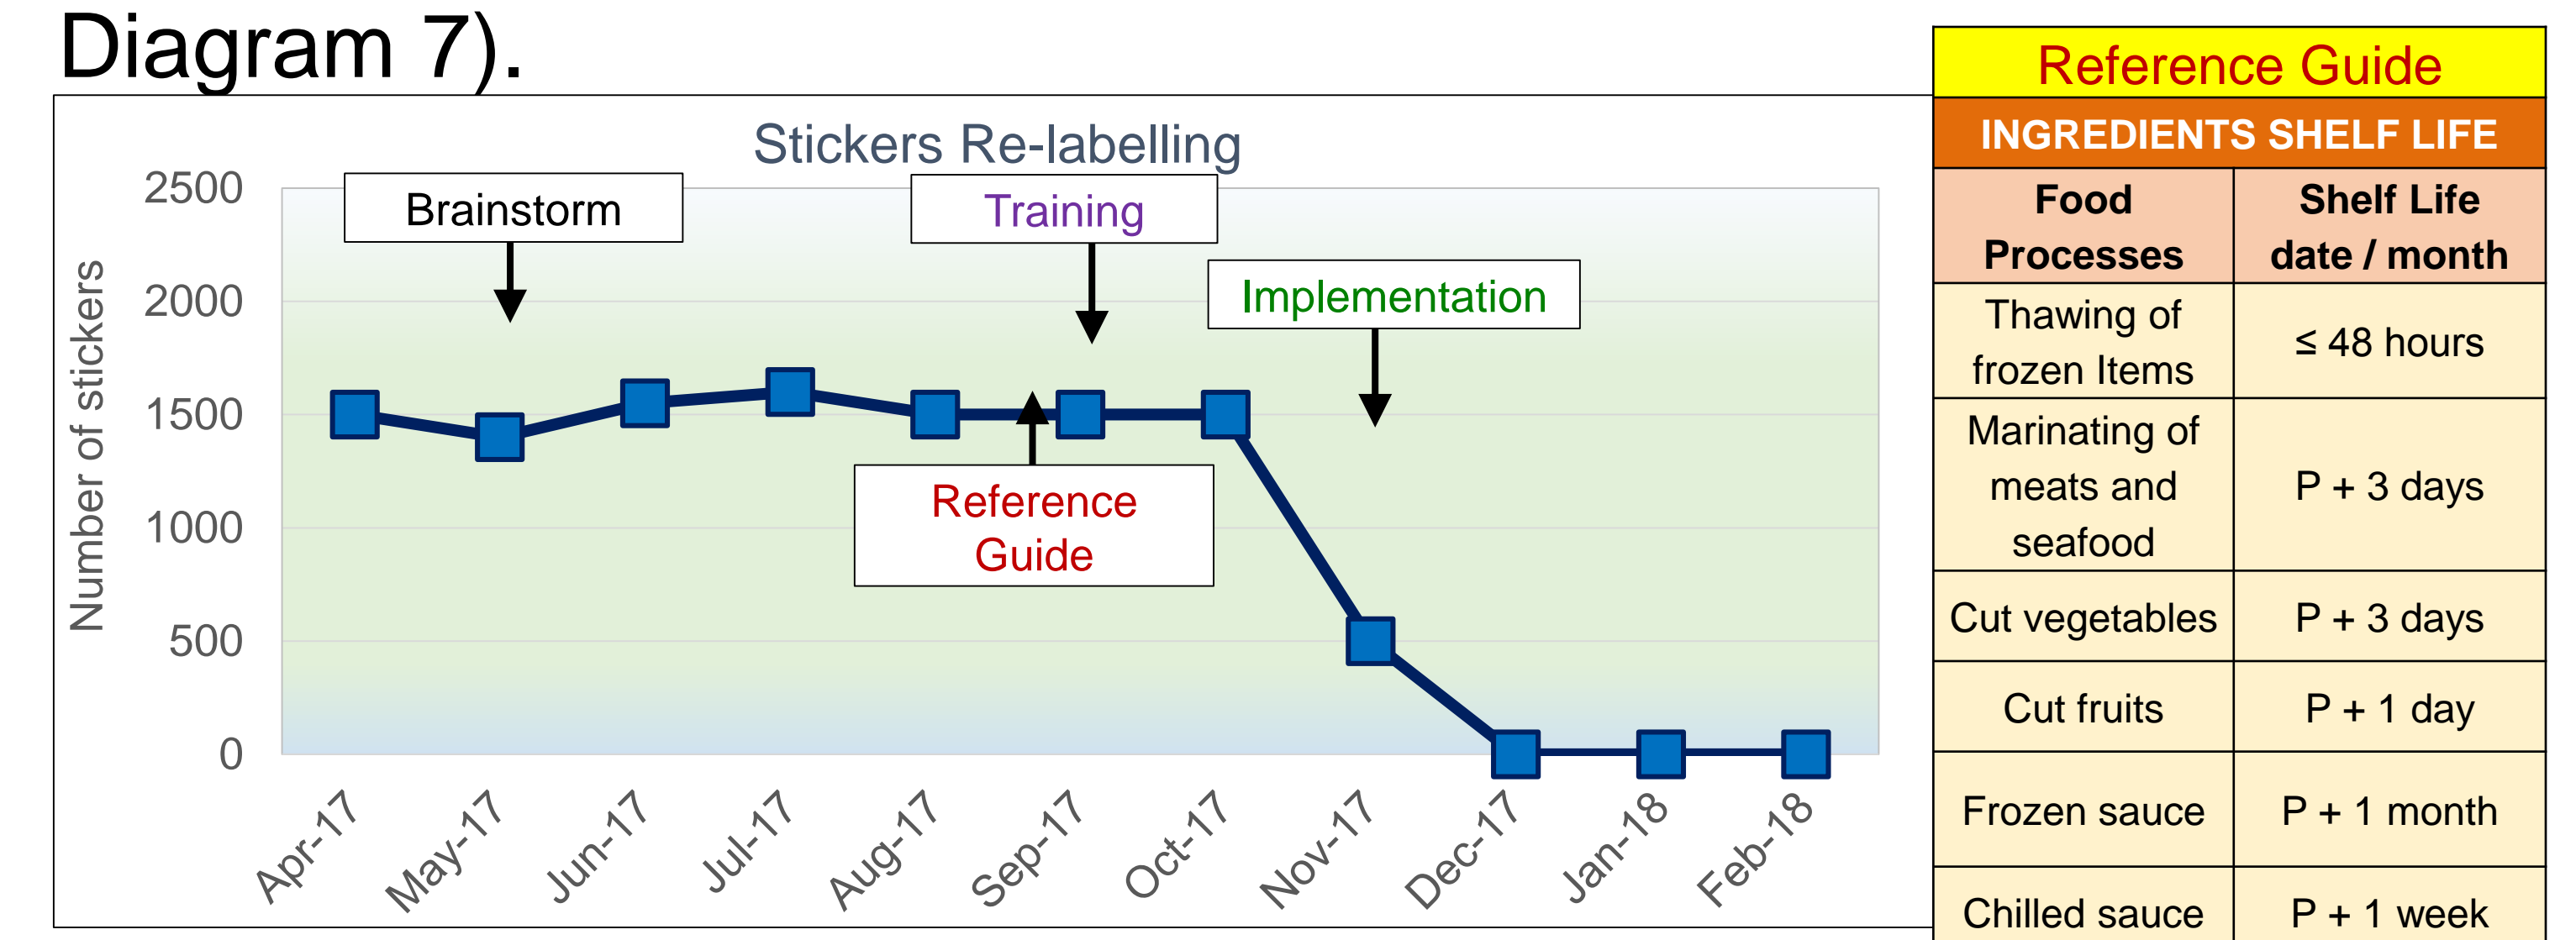 Diagram 7).
Stickers Re-labelling
Number of stickers
2500
2000
1500
1000
500
0
Brainstorm
Training
Implementation
Reference
Guide
Apr-17
May-17
Jun-17
Jul-17
Aug-17
Sep-17
Oct-17
Nov-17
Dec-17
Jan-18
Feb-18
Reference Guide
INGREDIENTS SHELF LIFE
Food
Processes
Shelf Life
date / month
Thawing of
frozen Items
≤ 48 hours
Marinating of
meats and
seafood
P + 3 days
Cut vegetables
P + 3 days
Cut fruits
P + 1 day
Frozen sauce
P + 1 month
Chilled sauce
P + 1 week